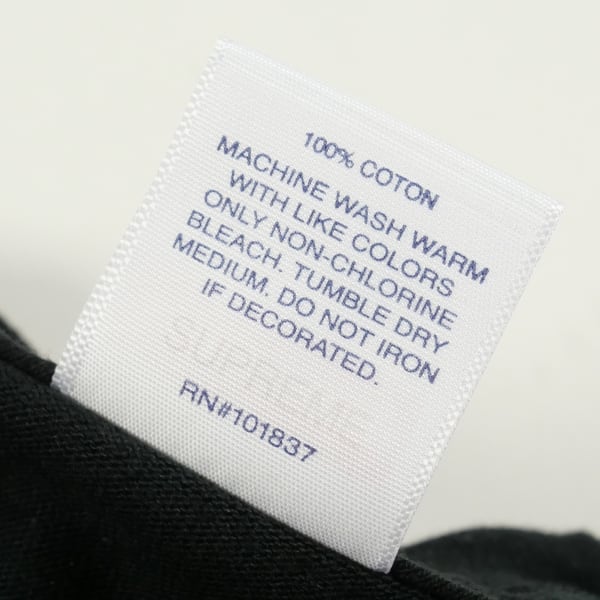 100% COTON
MACHINE WASH WARM
WITH LIKE COLORS
ONLY NON-CHLORINE
BLEACH. TUMBLE DRY
MEDIUM. DO NOT IRON
IF DECORATED.
SUPREME
RN#101837